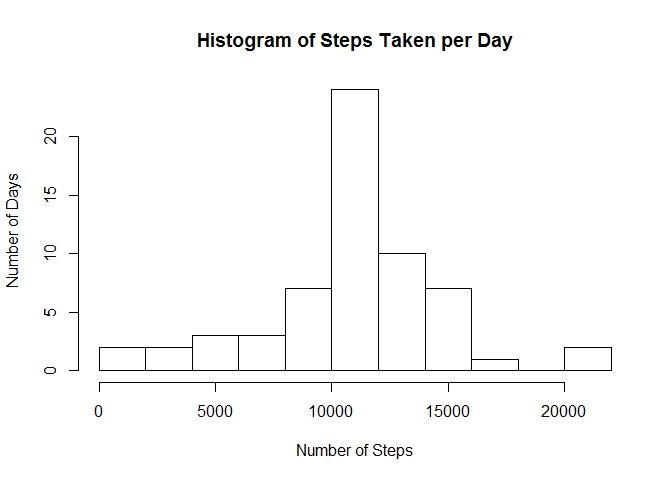 Histogram of Steps Taken per Day
Number of Days
20
15
10
5
0
0 5000 10000 15000 20000
Number of Steps